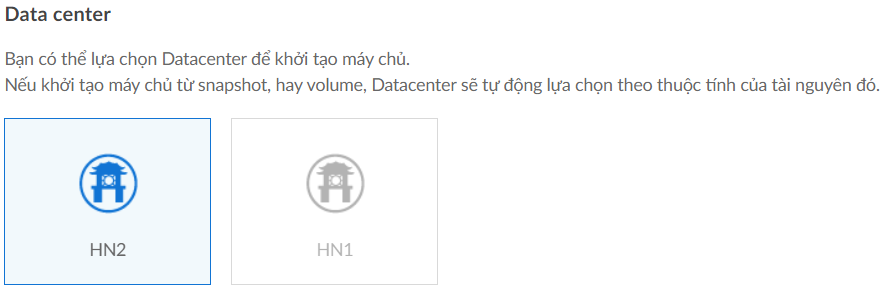 Data center
Bạn có thể lựa chọn Datacenter để khởi tạo máy chủ.
Nếu khởi tạo máy chủ từ snapshot, hay volume, Datacenter sẽ tự động lựa chọn theo thuộc tính của tài nguyên đó.
HN2
HN1